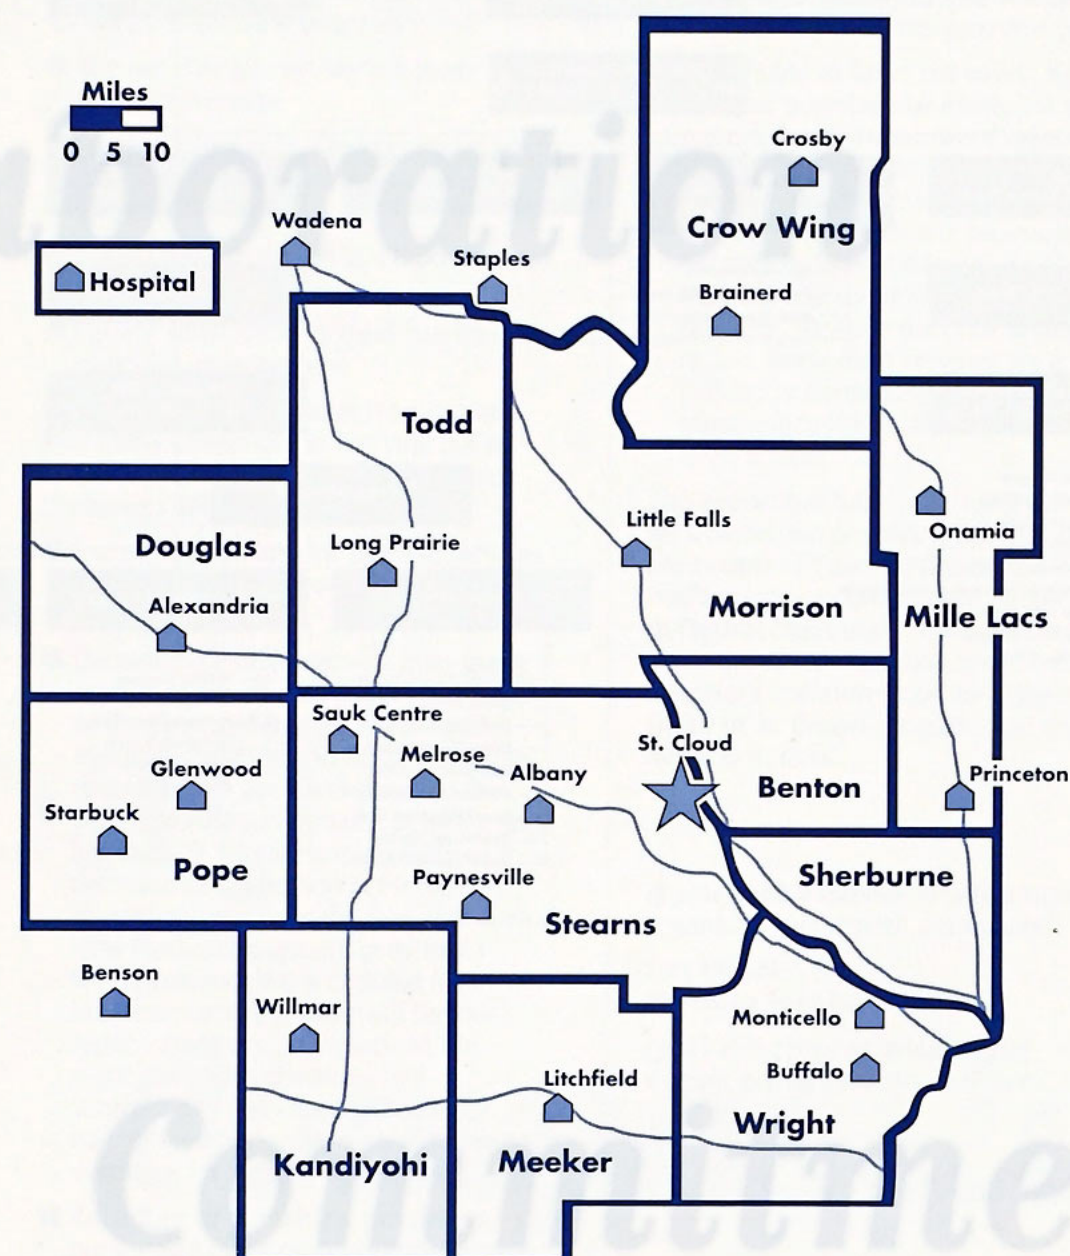 Miles
0 5 10
Hospital
Crosby
Crow Wing
Wadena
Staples
Brainerd
Todd
Little Falls
Onamia
Douglas
Long Prairie
Alexandria
Morrison
Mille Lacs
Sauk Centre
St. Cloud
Melrose
Albany
Glenwood
Benton
Princeton
Starbuck
Pope
Paynesville
Sherburne
Stearns
Benson
Willmar
Monticello
Buffalo
Litchfield
Wright
Kandiyohi
Meeker
boration
Commitme